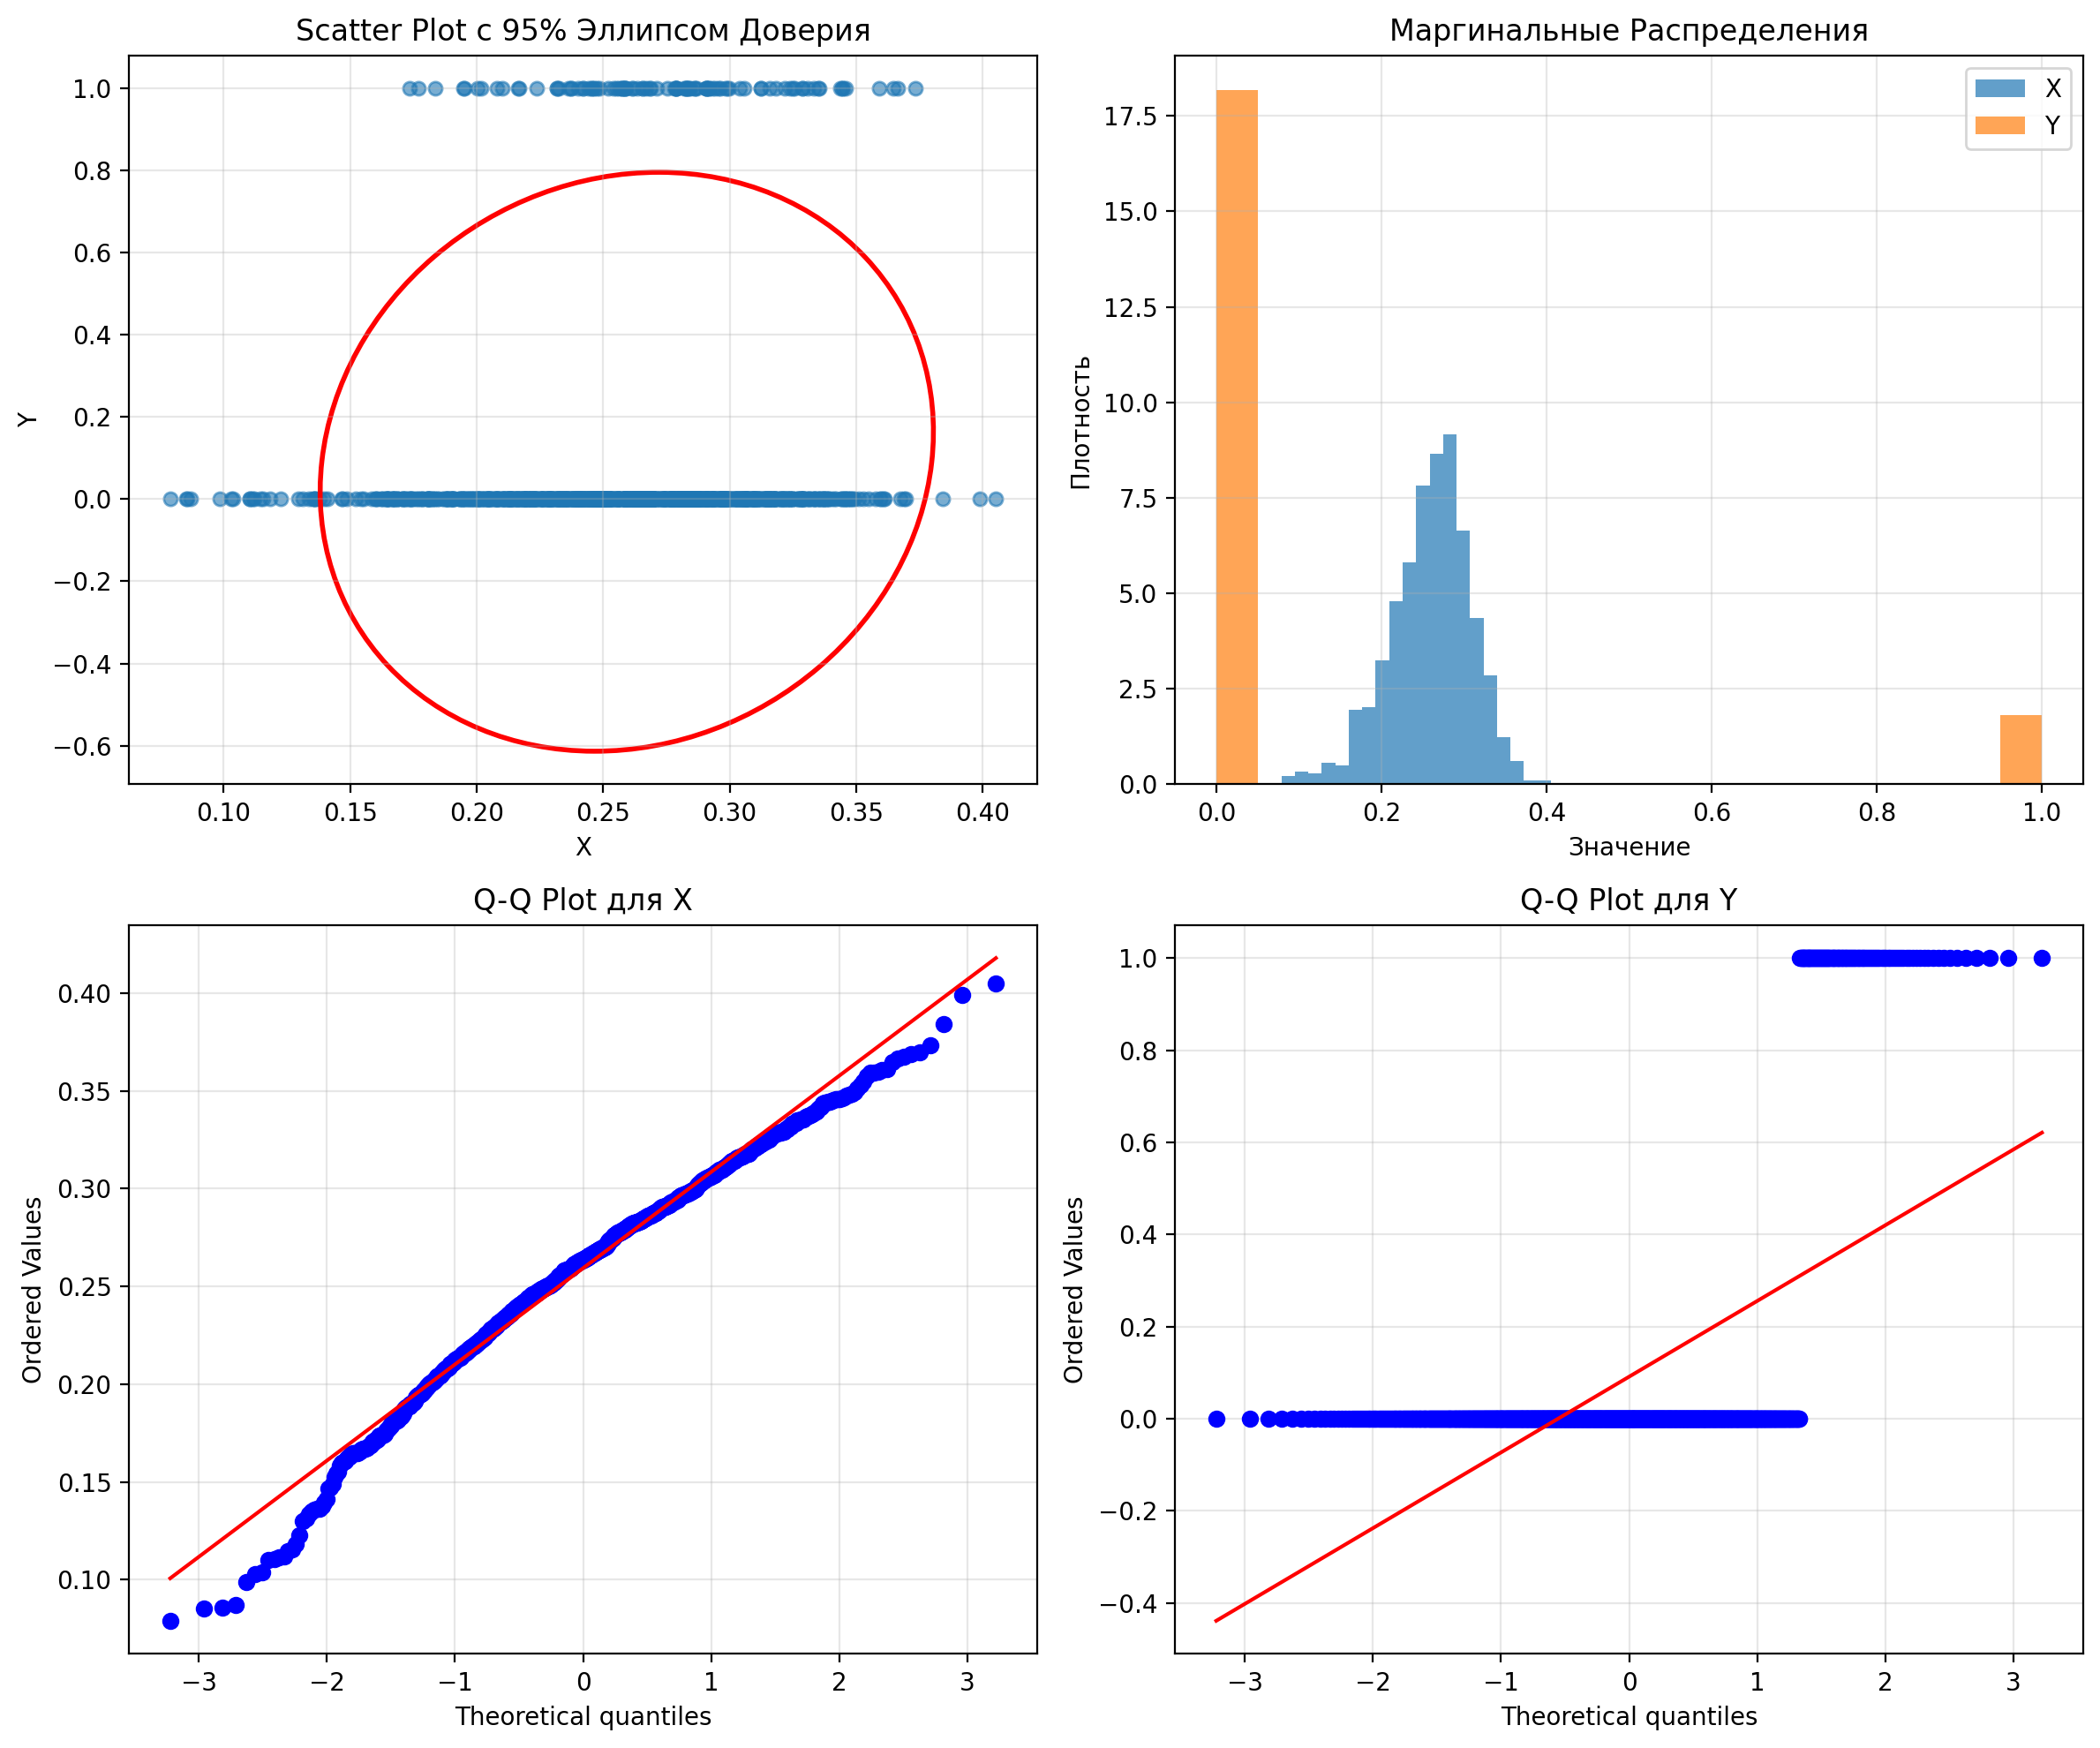 Scatter Plot с 95% Эллипсом Доверия
1.0
0.8
0.6
0.4
0.2
0.0
−0.2
−0.4
−0.6
Y
0.10 0.15 0.20 0.25 0.30 0.35 0.40
X
Маргинальные Распределения
X
Y
17.5
15.0
12.5
10.0
7.5
5.0
2.5
0.0
Плотность
0.0 0.2 0.4 0.6 0.8 1.0
Значение
Q-Q Plot для X
0.40
0.35
0.30
0.25
0.20
0.15
0.10
Ordered Values
−3 −2 −1 0 1 2 3
Theoretical quantiles
Q-Q Plot для Y
1.0
0.8
0.6
0.4
0.2
0.0
−0.2
−0.4
Ordered Values
−3 −2 −1 0 1 2 3
Theoretical quantiles